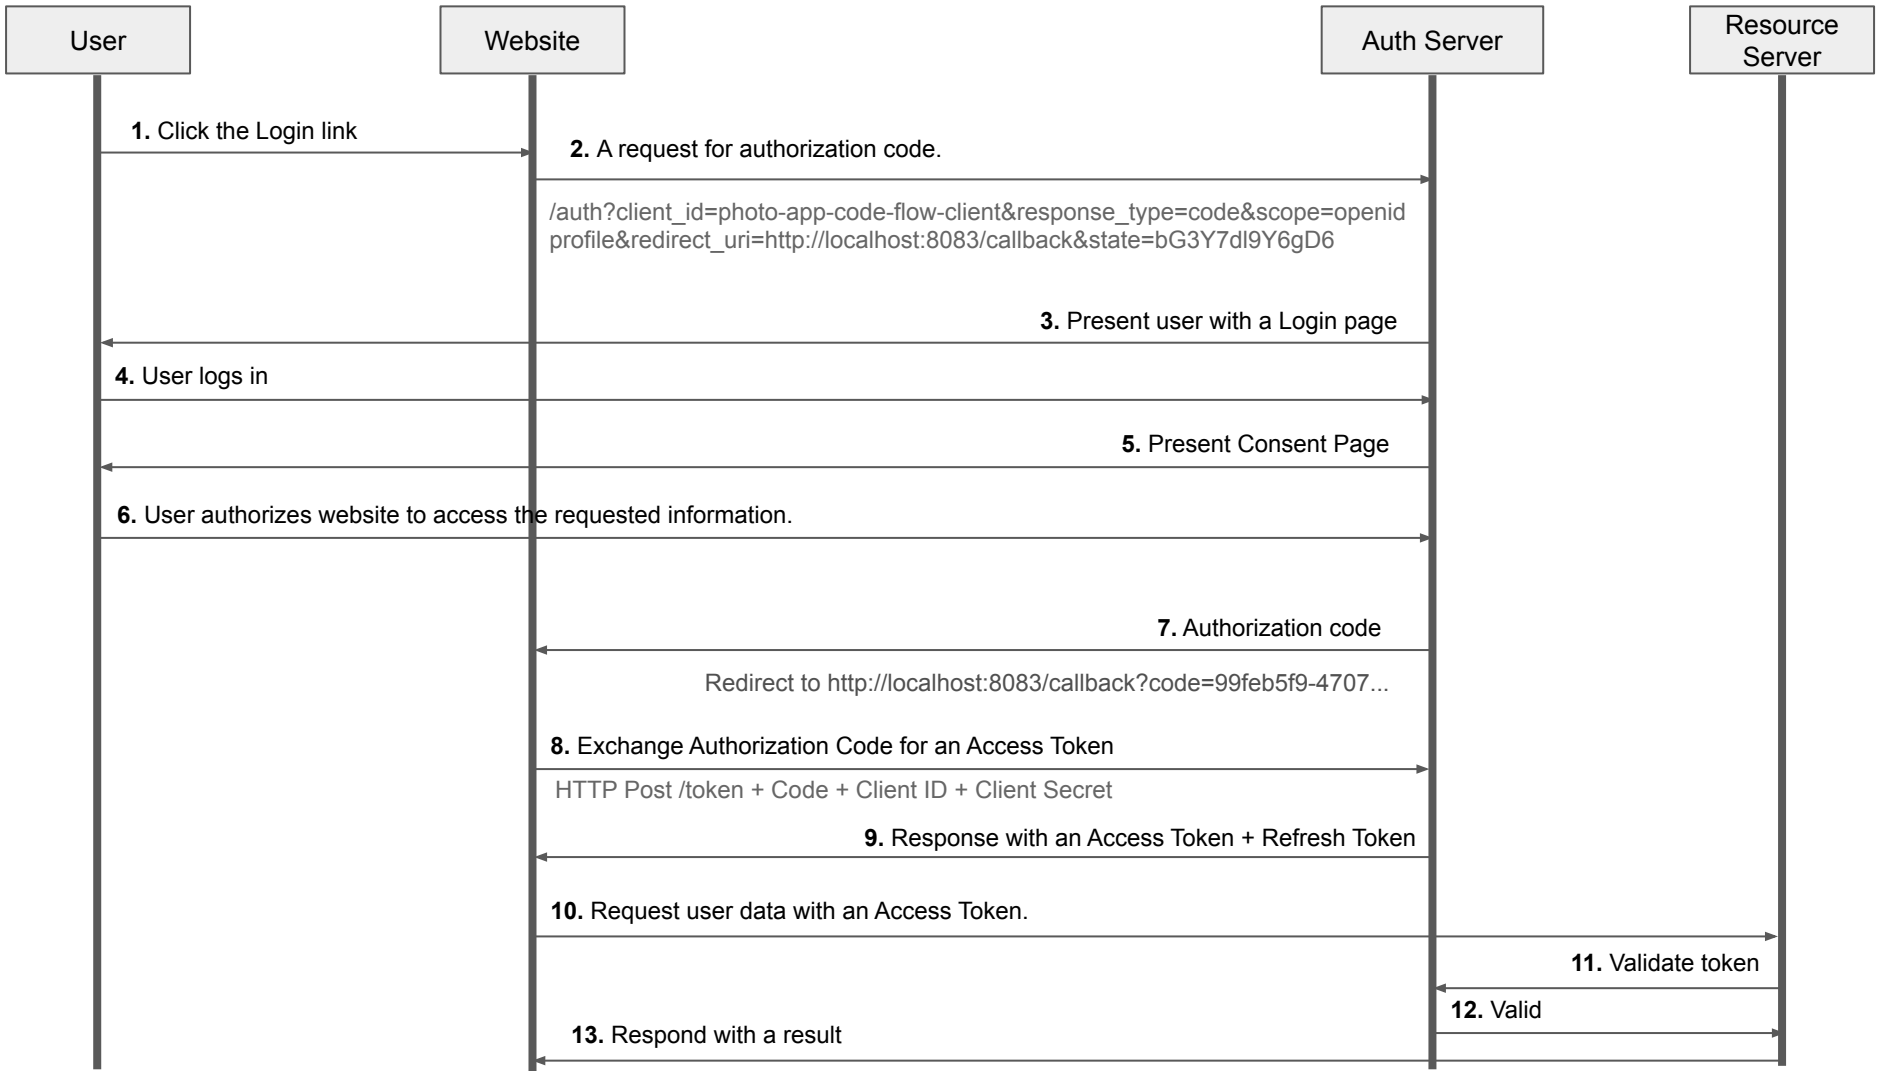 User
Website
Auth Server
Resource
Server
1. Click the Login link
2. A request for authorization code.
/auth?client_id=photo-app-code-flow-client&response_type=code&scope=openid
profile&redirect_uri=http://localhost:8083/callback&state=bG3Y7dl9Y6gD6
3. Present user with a Login page
4. User logs in
5. Present Consent Page
6. User authorizes website to access the requested information.
7. Authorization code
Redirect to http://localhost:8083/callback?code=99feb5f9-4707...
8. Exchange Authorization Code for an Access Token
HTTP Post /token + Code + Client ID + Client Secret
9. Response with an Access Token + Refresh Token
10. Request user data with an Access Token.
11. Validate token
12. Valid
13. Respond with a result